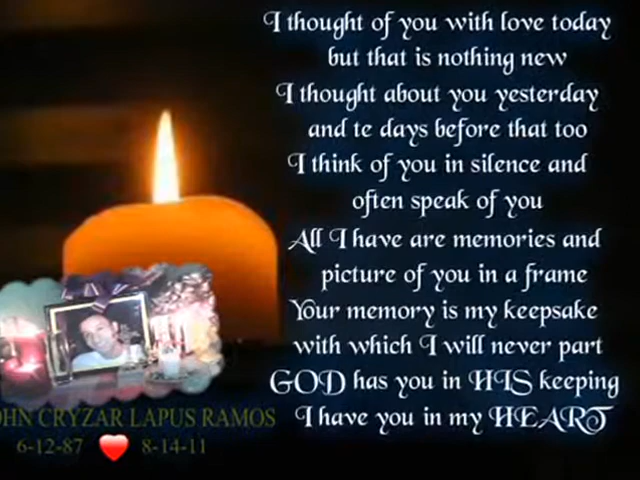 I thought of you with love today
but that is nothing new
I thought about you yesterday
and te days before that too
I think of you in silence and
often speak of you
All I have are memories and
picture of you in a frame
Your memory is my keepsake
with which I will never part
GOD has you in HIS keeping
I have you in my HEART
OHN CRYZAR LAPUS RAMOS
6-12-87 ❤ 8-14-11